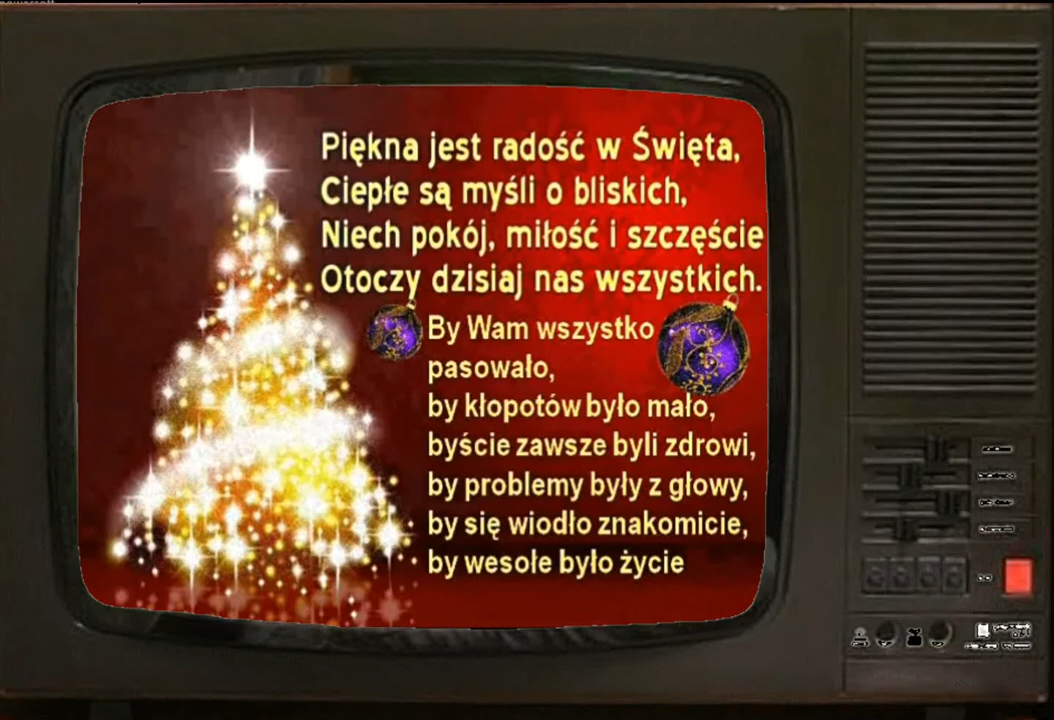 Piękna jest radość w Święta,
Ciepłe są myśli o bliskich,
Niech pokój, miłość i szczęście
Otoczy dzisiaj nas wszystkich.
By Wam wszystko
pasowało,
by kłopotów było mało,
byście zawsze byli zdrowi,
by problemy były z głowy,
by się wiodło znakomicie,
by wesołe było życie